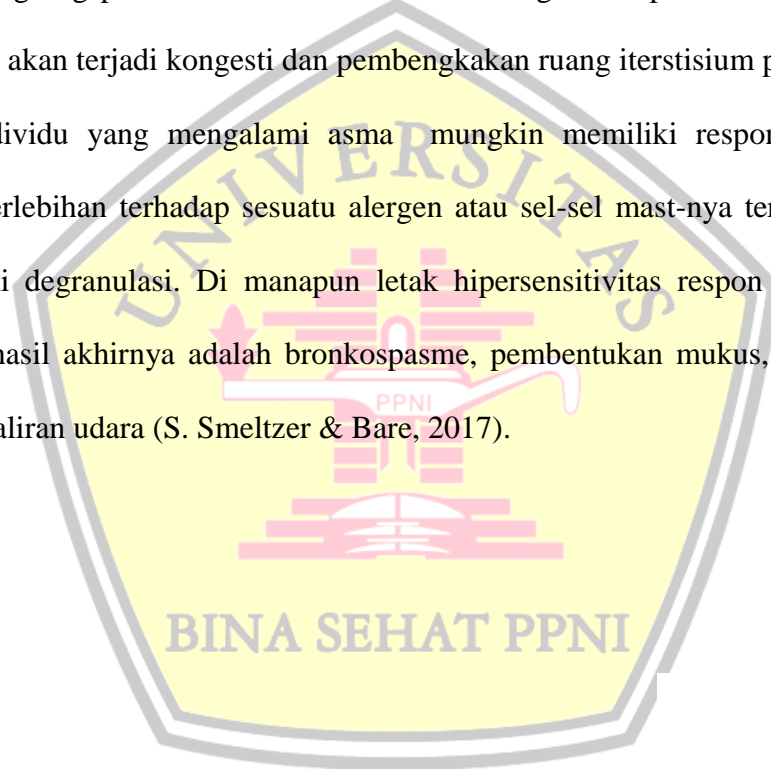 akan terjadi kongesti dan pembengkakan ruang iterstisium p
dividu yang mengalami asma mungkin memiliki respon
erlebihan terhadap sesuatu alergen atau sel-sel mast-nya ter
i degranulasi. Di manapun letak hipersensitivitas respon
hasil akhirnya adalah bronkospasme, pembentukan mukus,
aliran udara (S. Smeltzer & Bare, 2017).
UNIVERSITAS
PPNI
BINA SEHAT PPNI